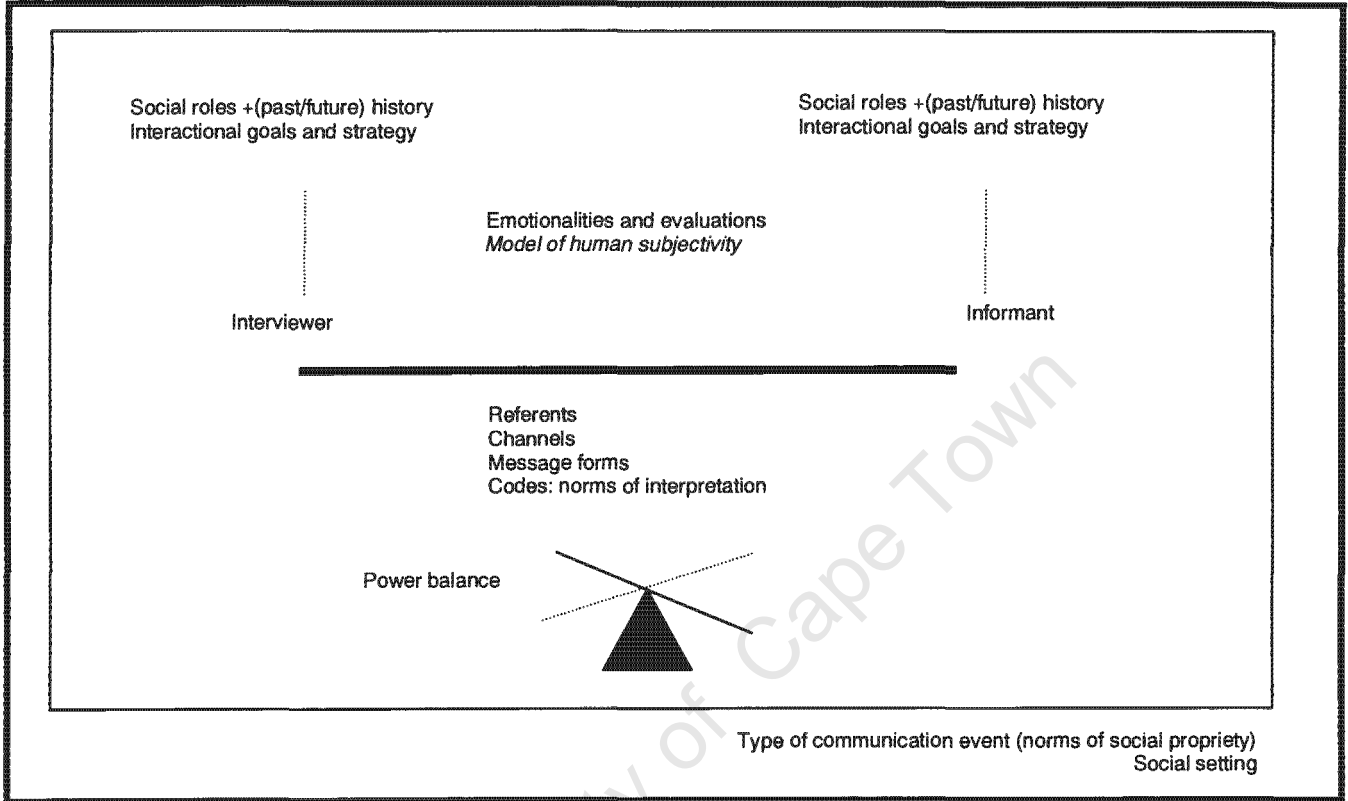 Social roles +(past/future) history
Interactional goals and strategy
Social roles +(past/future) history
Interactional goals and strategy
Emotionalities and evaluations
Model of human subjectivity
Interviewer
Informant
Referents
Channels
Message forms
Codes: norms of interpretation
Power balance
Type of communication event (norms of social propriety)
Social setting
of Cape Town